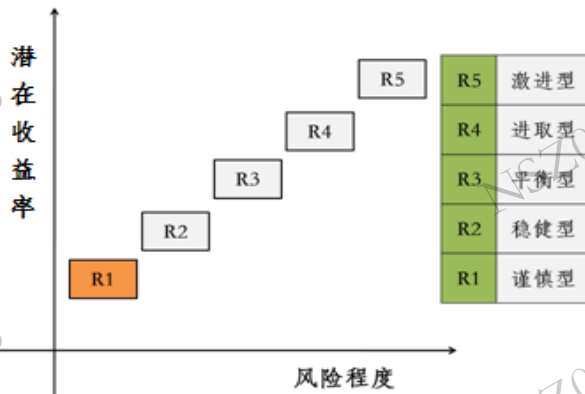 潜在收益率
R5
R4
R3
R2
R1
风险程度
R5 激进型
R4 进取型
R3 平衡型
R2 稳健型
R1 谨慎型